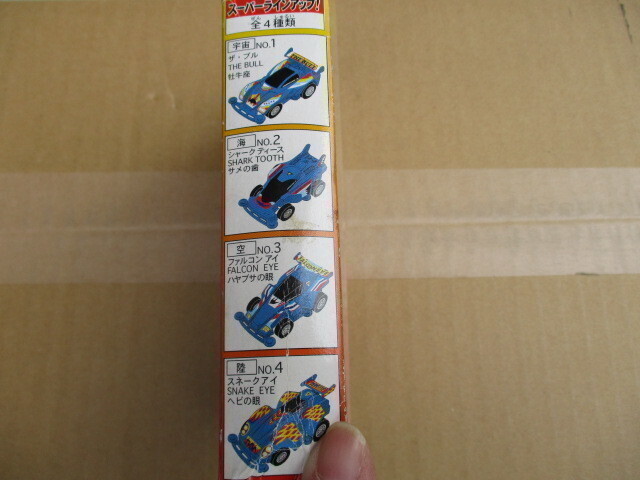 スーパーラインアップ!
全4種類
宇宙 NO.1
ザ・ブル
THE BULL
牡牛座
海 NO.2
シャークティース
SHARK TOOTH
サメの歯
空 NO.3
ファルコン アイ
FALCON EYE
ハヤブサの眼
陸 NO.4
スネークアイ
SNAKE EYE
ヘビの眼